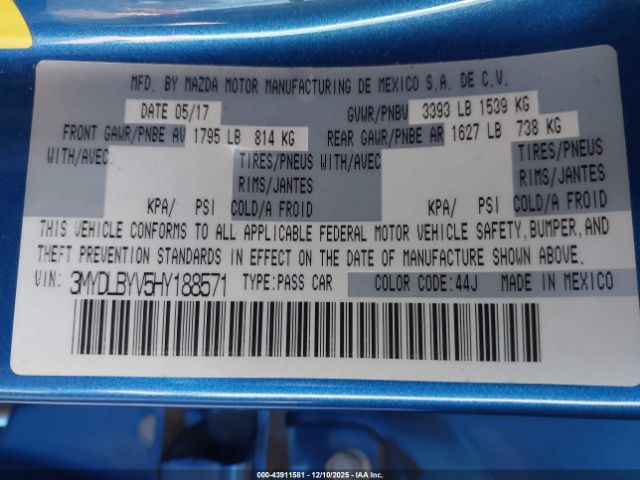 MFD. BY MAZDA MOTOR MANUFACTURING DE MEXICO S.A. DE C.V.
DATE 05/17 GVWR/PNBV 3393 LB 1539 KG
FRONT GAWR/PNBE AV 1795 LB 814 KG REAR GAWR/PNBE AR 1627 LB 738 KG
WITH/AVEC TIRES/PNEUS WITH/AVEC TIRES/PNEUS
RIMS/JANTES RIMS/JANTES
KPA/ PSI COLD/A FROID KPA/ PSI COLD/A FROID
THIS VEHICLE CONFORMS TO ALL APPLICABLE FEDERAL MOTOR VEHICLE SAFETY, BUMPER, AND
THEFT PREVENTION STANDARDS IN EFFECT ON THE DATE OF MANUFACTURE SHOWN ABOVE.
VIN: 3MYDLBYV5HY188571 TYPE:PASS CAR COLOR CODE:44J MADE IN MEXICO
000-43911581 - 12/10/2025 - IAA Inc.